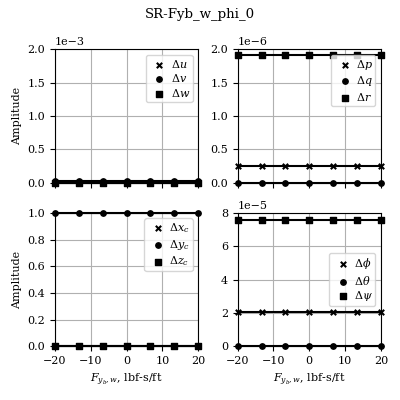 SR-Fyb_w_phi_0
1e−3
2.0
1.5
1.0
0.5
0.0
Amplitude
Δu
Δv
Δw
1e−6
2.0
1.5
1.0
0.5
0.0
Δp
Δq
Δr
1.0
0.8
0.6
0.4
0.2
0.0
Amplitude
Δx_c
Δy_c
Δz_c
−20 −10 0 10 20
F_{y_b,w}, lbf-s/ft
1e−5
8
6
4
2
0
Δϕ
Δθ
Δψ
−20 −10 0 10 20
F_{y_b,w}, lbf-s/ft